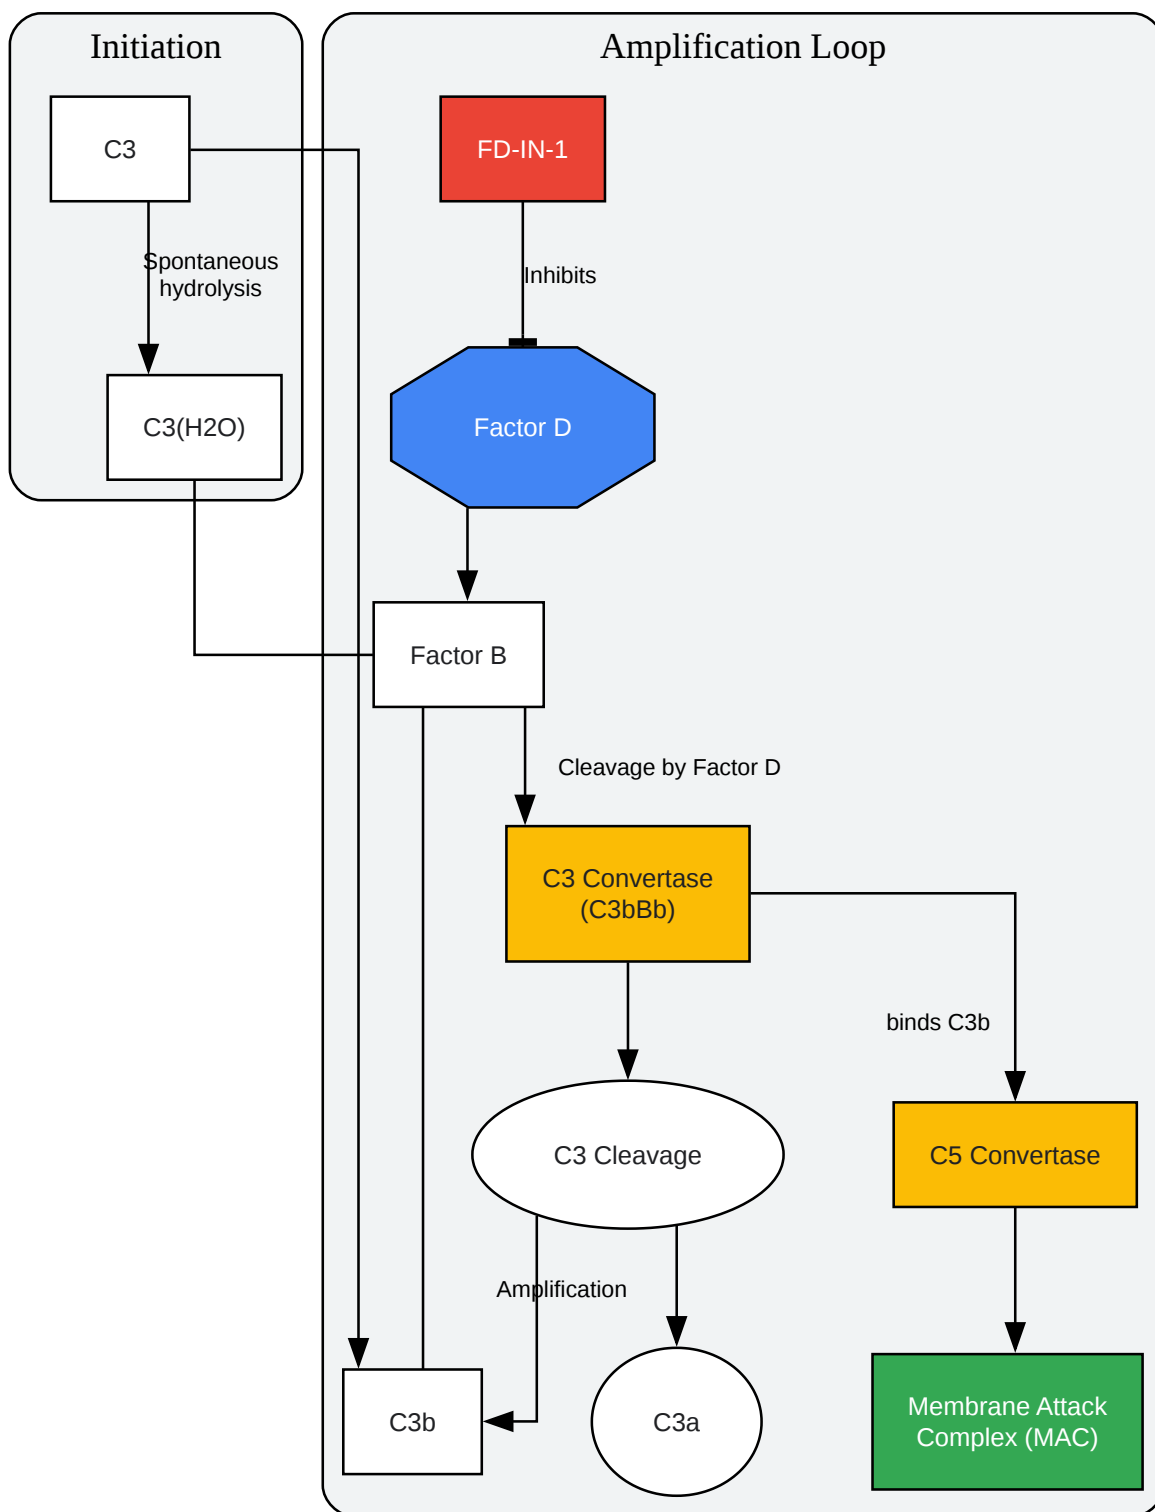 Initiation
Amplification Loop
C3
FD-IN-1
Spontaneous
hydrolysis
Inhibits
C3(H2O)
Factor D
Factor B
Cleavage by Factor D
C3 Convertase
(C3bBb)
binds C3b
C3 Cleavage
C5 Convertase
Amplification
C3b
C3a
Membrane Attack
Complex (MAC)